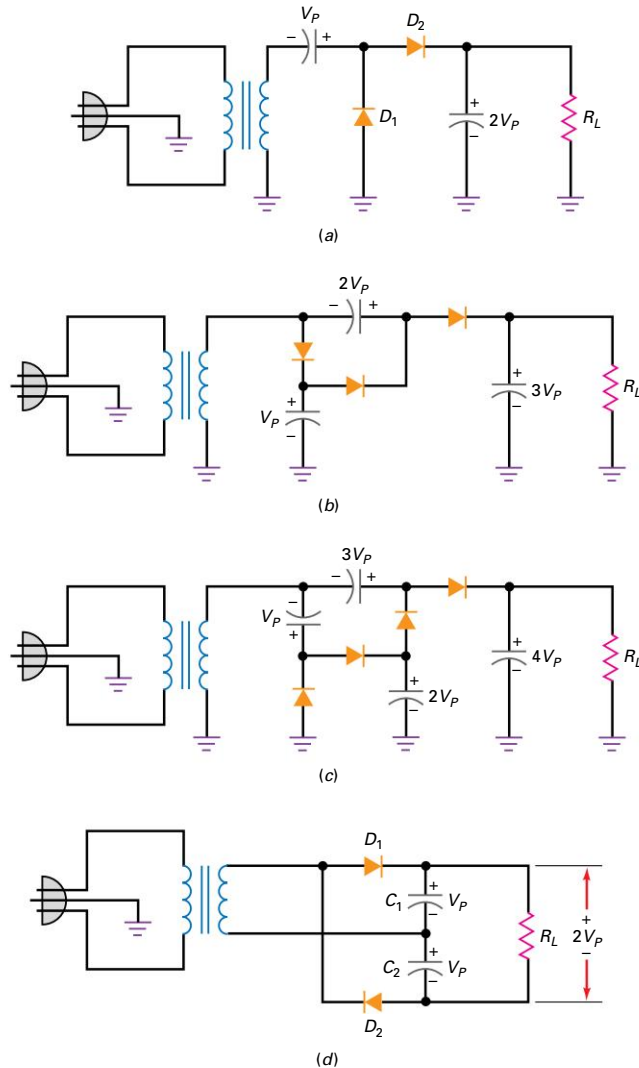 V_P
− + D_2
D_1
+
2V_P
−
R_L
(a)
2V_P
− +
+
V_P
−
+
3V_P
−
R_L
(b)
3V_P
− +
−
V_P
+
+
2V_P
−
+
4V_P
−
R_L
(c)
D_1
+
C_1 V_P
−
+
C_2 V_P
−
R_L
+
2V_P
−
D_2
(d)